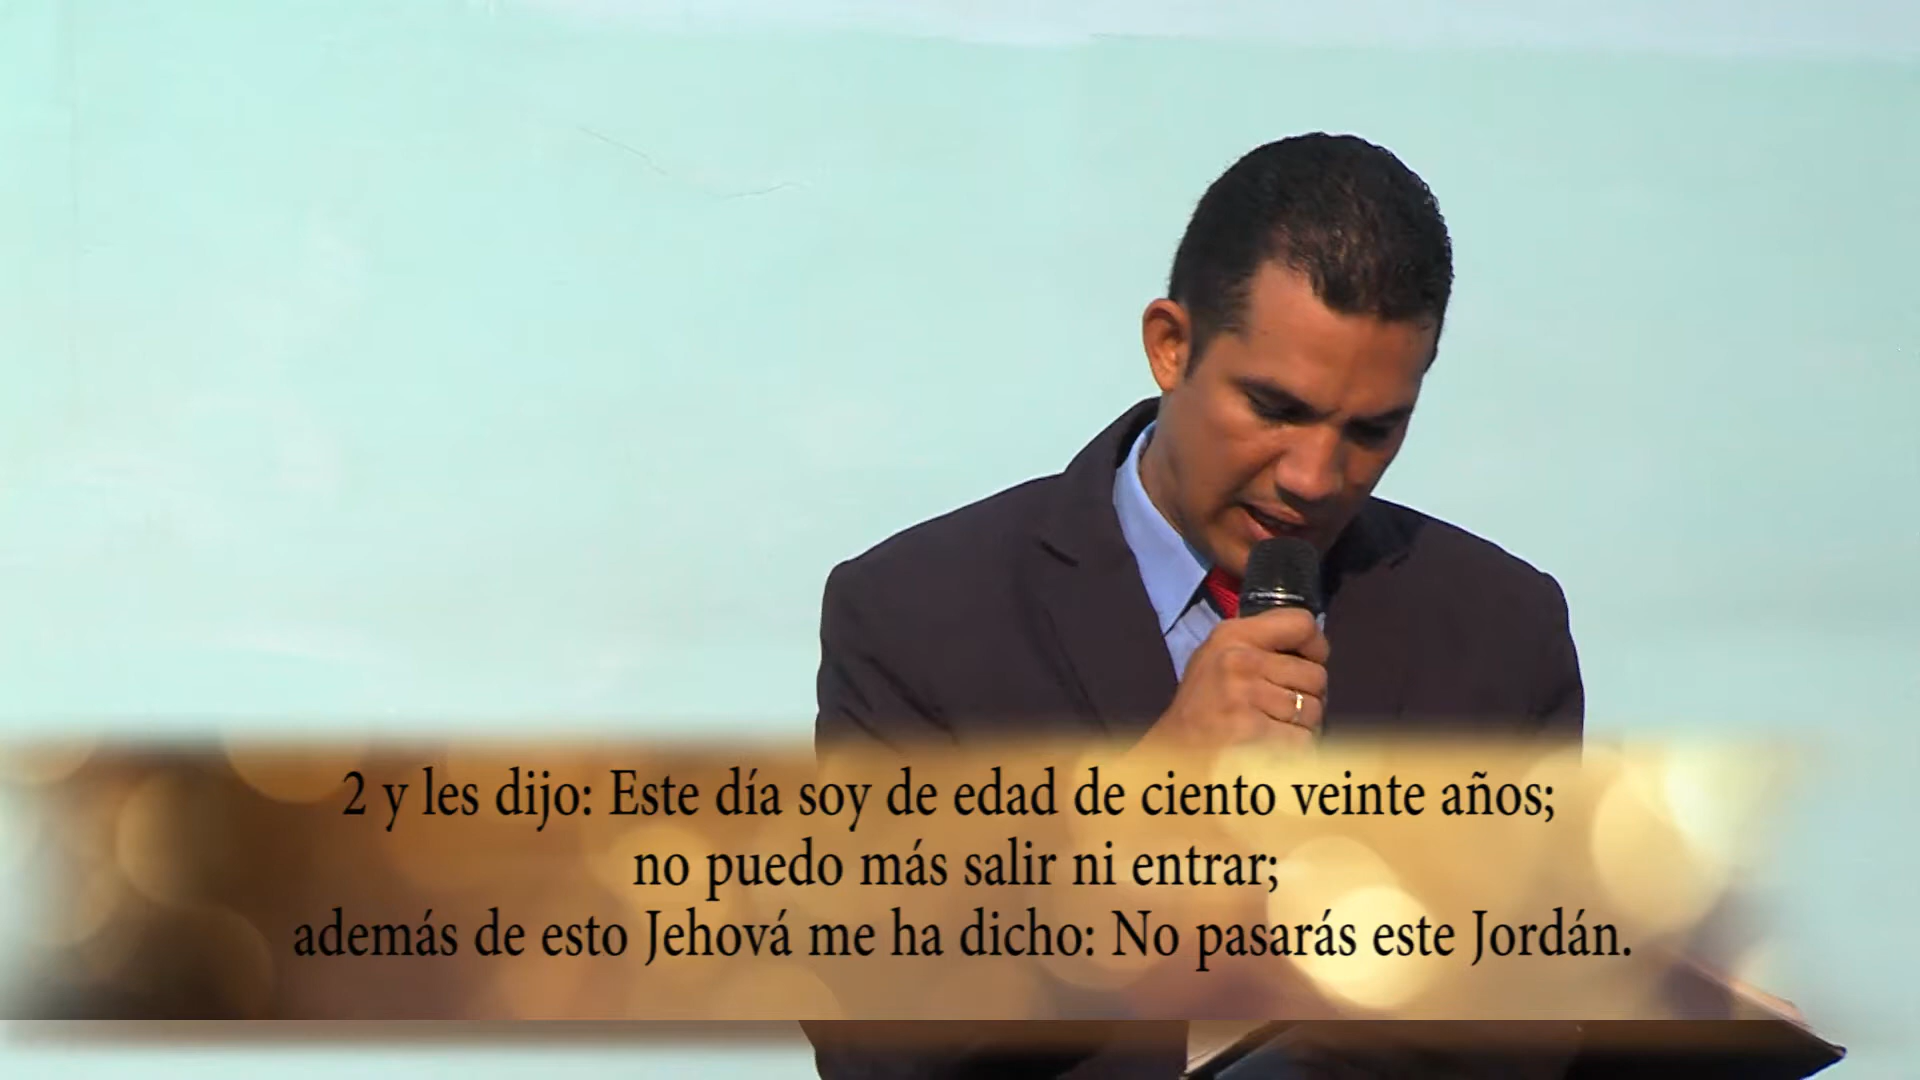 2 y les dijo: Este día soy de edad de ciento veinte años;
no puedo más salir ni entrar;
además de esto Jehová me ha dicho: No pasarás este Jordán.